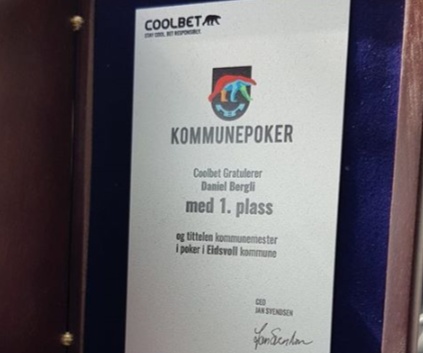 COOLBET
STAY COOL. BET RESPONSIBLY.
KOMMUNEPOKER
Coolbet Gratulerer
Daniel Bergli
med 1. plass
og tittelen kommunemester
i poker i Eidsvoll kommune
CEO
JAN SVENDSEN